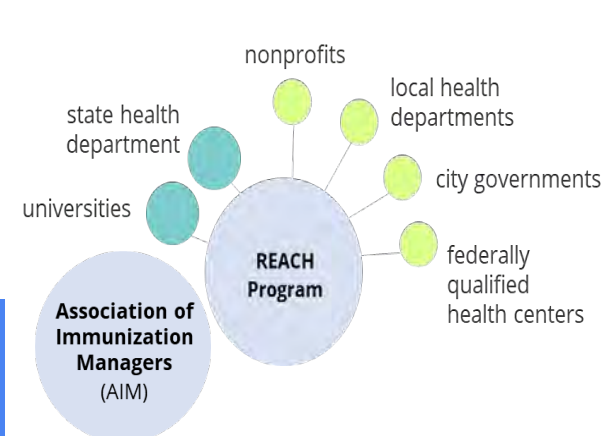 nonprofits
local health
departments
state health
department
city governments
universities
federally
qualified
health centers
REACH
Program
Association of
Immunization
Managers
(AIM)